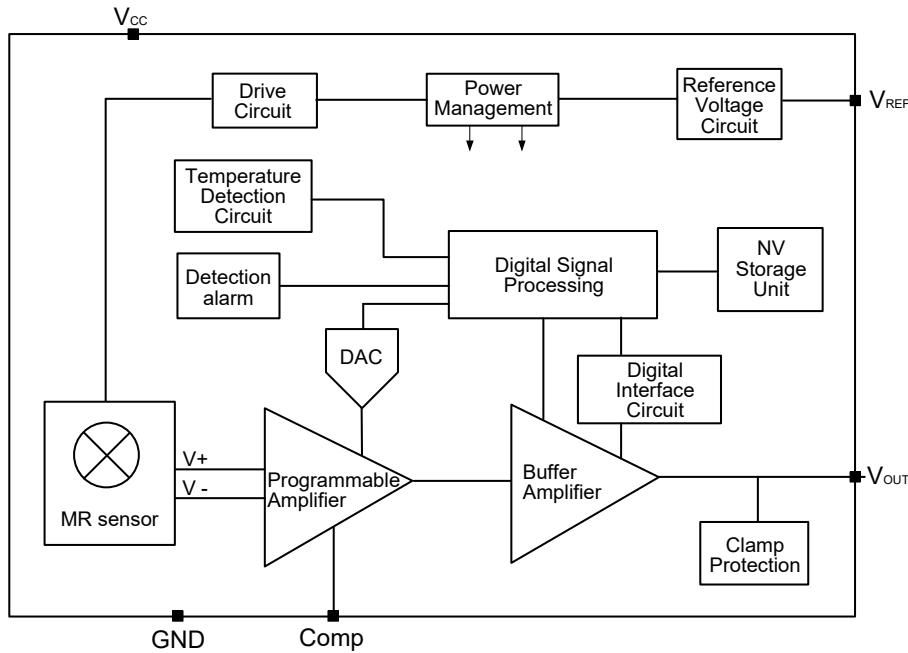 VCC
Drive
Circuit
Power
Management
Reference
Voltage
Circuit
VREF
Temperature
Detection
Circuit
Detection
alarm
Digital Signal
Processing
NV
Storage
Unit
DAC
Digital
Interface
Circuit
MR sensor
V+
V -
Programmable
Amplifier
Buffer
Amplifier
VOUT
Clamp
Protection
GND
Comp